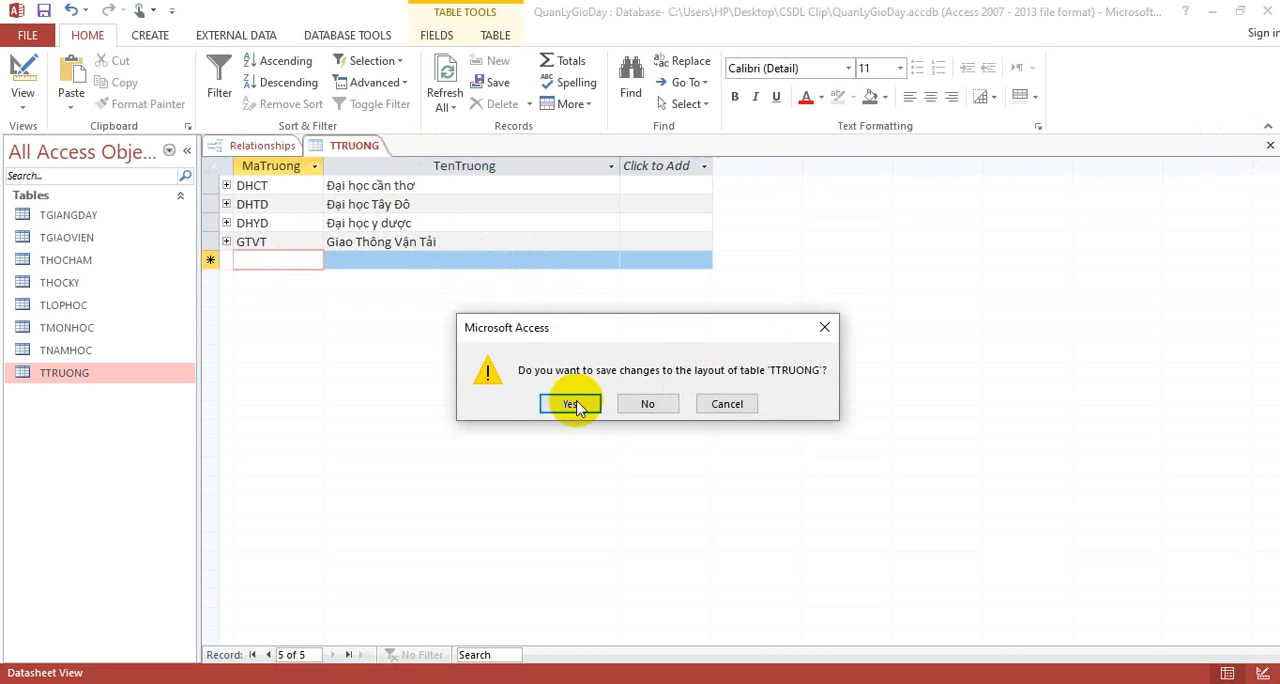 QuanLyGioDay : Database- C:\Users\HP\Desktop\CSDL Clip\QuanLyGioDay.accdb (Access 2007 - 2013 file format) - Microsoft...
TABLE TOOLS
FILE HOME CREATE EXTERNAL DATA DATABASE TOOLS FIELDS TABLE Sign in
View
Views
Paste
Cut
Copy
Format Painter
Clipboard
Filter
Ascending
Descending
Remove Sort
Selection
Advanced
Toggle Filter
Sort & Filter
Refresh
All
New
Save
Delete
Totals
Spelling
More
Records
Find
Replace
Go To
Select
Find
Calibri (Detail) 11
B I U A
Text Formatting
All Access Obje...
Search...
Tables
TGIANGDAY
TGIAOVIEN
THOCHAM
THOCKY
TLOPHOC
TMONHOC
TNAMHOC
TTRUONG
Relationships TTRUONG
MaTruong TenTruong Click to Add
DHCT Đại học cần thơ
DHTD Đại học Tây Đô
DHYD Đại học y dược
GTVT Giao Thông Vận Tải
Microsoft Access
Do you want to save changes to the layout of table 'TTRUONG'?
Yes No Cancel
Record: 5 of 5 No Filter Search
Datasheet View